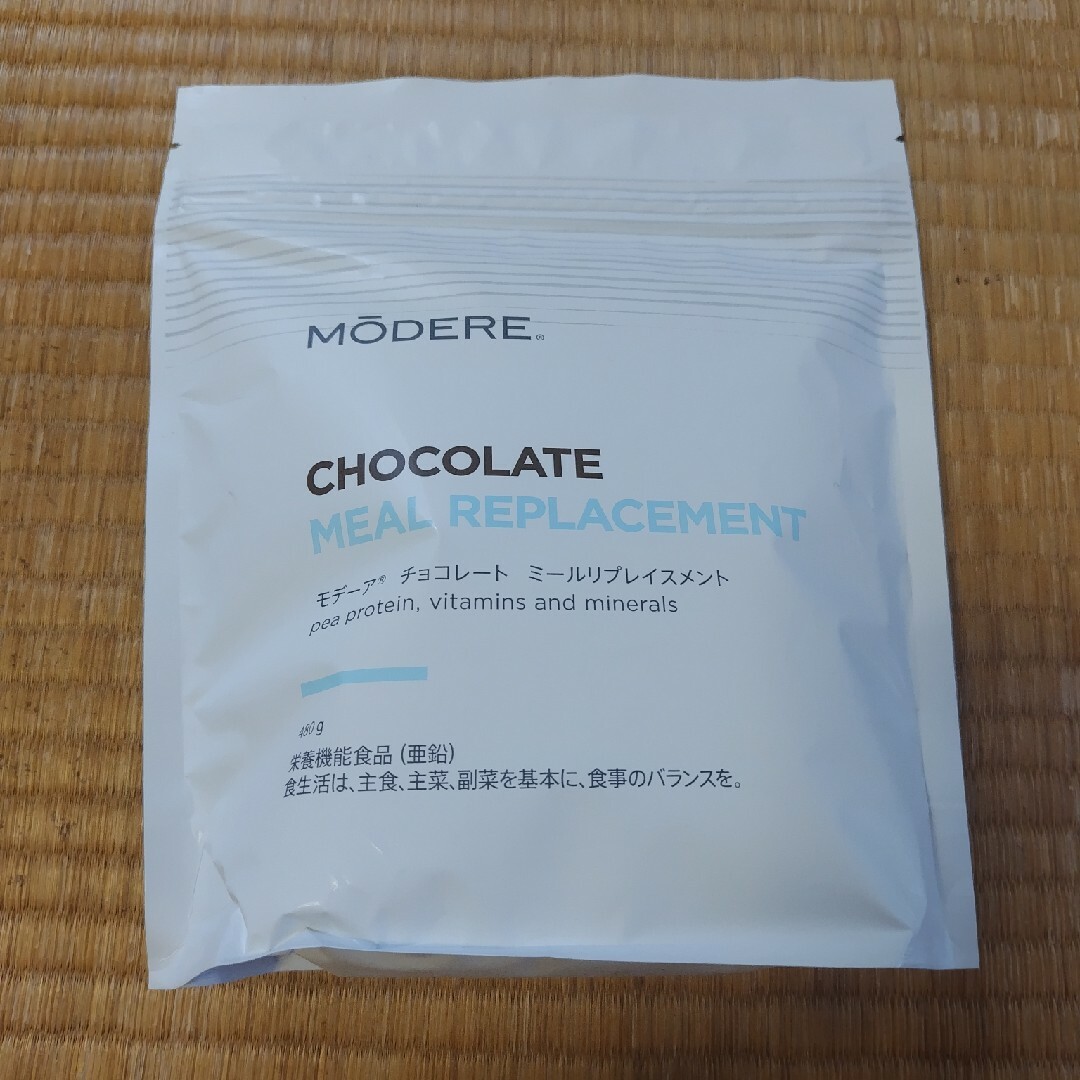 MŌDERE®
CHOCOLATE
MEAL REPLACEMENT
モデーア® チョコレート ミールリプレイスメント
pea protein, vitamins and minerals
480 g
栄養機能食品 (亜鉛)
食生活は、主食、主菜、副菜を基本に、食事のバランスを。